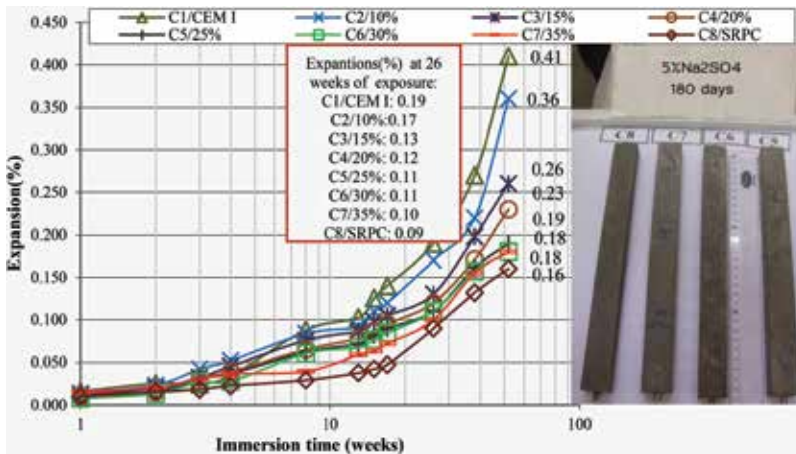 C1/CEM I C2/10% C3/15% C4/20%
C5/25% C6/30% C7/35% C8/SRPC
0.450
0.400
0.350
0.300
0.250
0.200
0.150
0.100
0.050
0.000
Expansion(%)
Expantions(%) at 26
weeks of exposure:
C1/CEM I: 0.19
C2/10%:0.17
C3/15%: 0.13
C4/20%: 0.12
C5/25%: 0.11
C6/30%: 0.11
C7/35%: 0.10
C8/SRPC: 0.09
0.41
0.36
0.26
0.23
0.19
0.18
0.18
0.16
1 10 100
Immersion time (weeks)
5%Na2SO4
180 days
C8 C7 C6